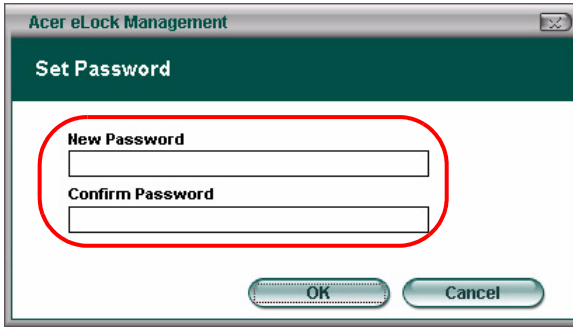 Acer eLock Management
Set Password
New Password
Confirm Password
OK Cancel